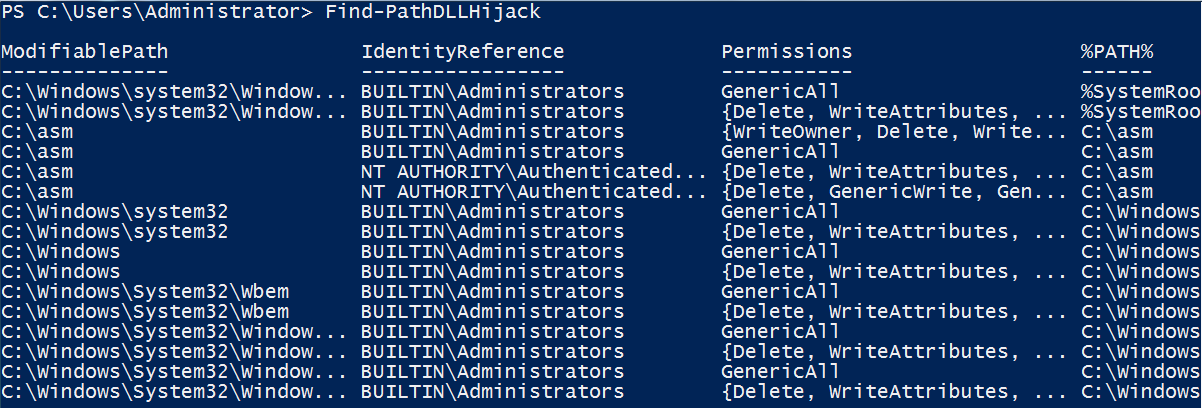 PS C:\Users\Administrator> Find-PathDLLHijack
ModifiablePath IdentityReference Permissions %PATH%
-------------- ----------------- ----------- ------
C:\Windows\system32\Window... BUILTIN\Administrators GenericAll %SystemRoo
C:\Windows\system32\Window... BUILTIN\Administrators {Delete, WriteAttributes, ... %SystemRoo
C:\asm BUILTIN\Administrators {WriteOwner, Delete, Write... C:\asm
C:\asm BUILTIN\Administrators GenericAll C:\asm
C:\asm NT AUTHORITY\Authenticated... {Delete, WriteAttributes, ... C:\asm
C:\asm NT AUTHORITY\Authenticated... {Delete, GenericWrite, Gen... C:\asm
C:\Windows\system32 BUILTIN\Administrators GenericAll C:\Windows
C:\Windows\system32 BUILTIN\Administrators {Delete, WriteAttributes, ... C:\Windows
C:\Windows BUILTIN\Administrators GenericAll C:\Windows
C:\Windows BUILTIN\Administrators {Delete, WriteAttributes, ... C:\Windows
C:\Windows\System32\Wbem BUILTIN\Administrators GenericAll C:\Windows
C:\Windows\System32\Wbem BUILTIN\Administrators {Delete, WriteAttributes, ... C:\Windows
C:\Windows\System32\Window... BUILTIN\Administrators GenericAll C:\Windows
C:\Windows\System32\Window... BUILTIN\Administrators {Delete, WriteAttributes, ... C:\Windows
C:\Windows\System32\Window... BUILTIN\Administrators GenericAll C:\Windows
C:\Windows\System32\Window... BUILTIN\Administrators {Delete, WriteAttributes, ... C:\Windows